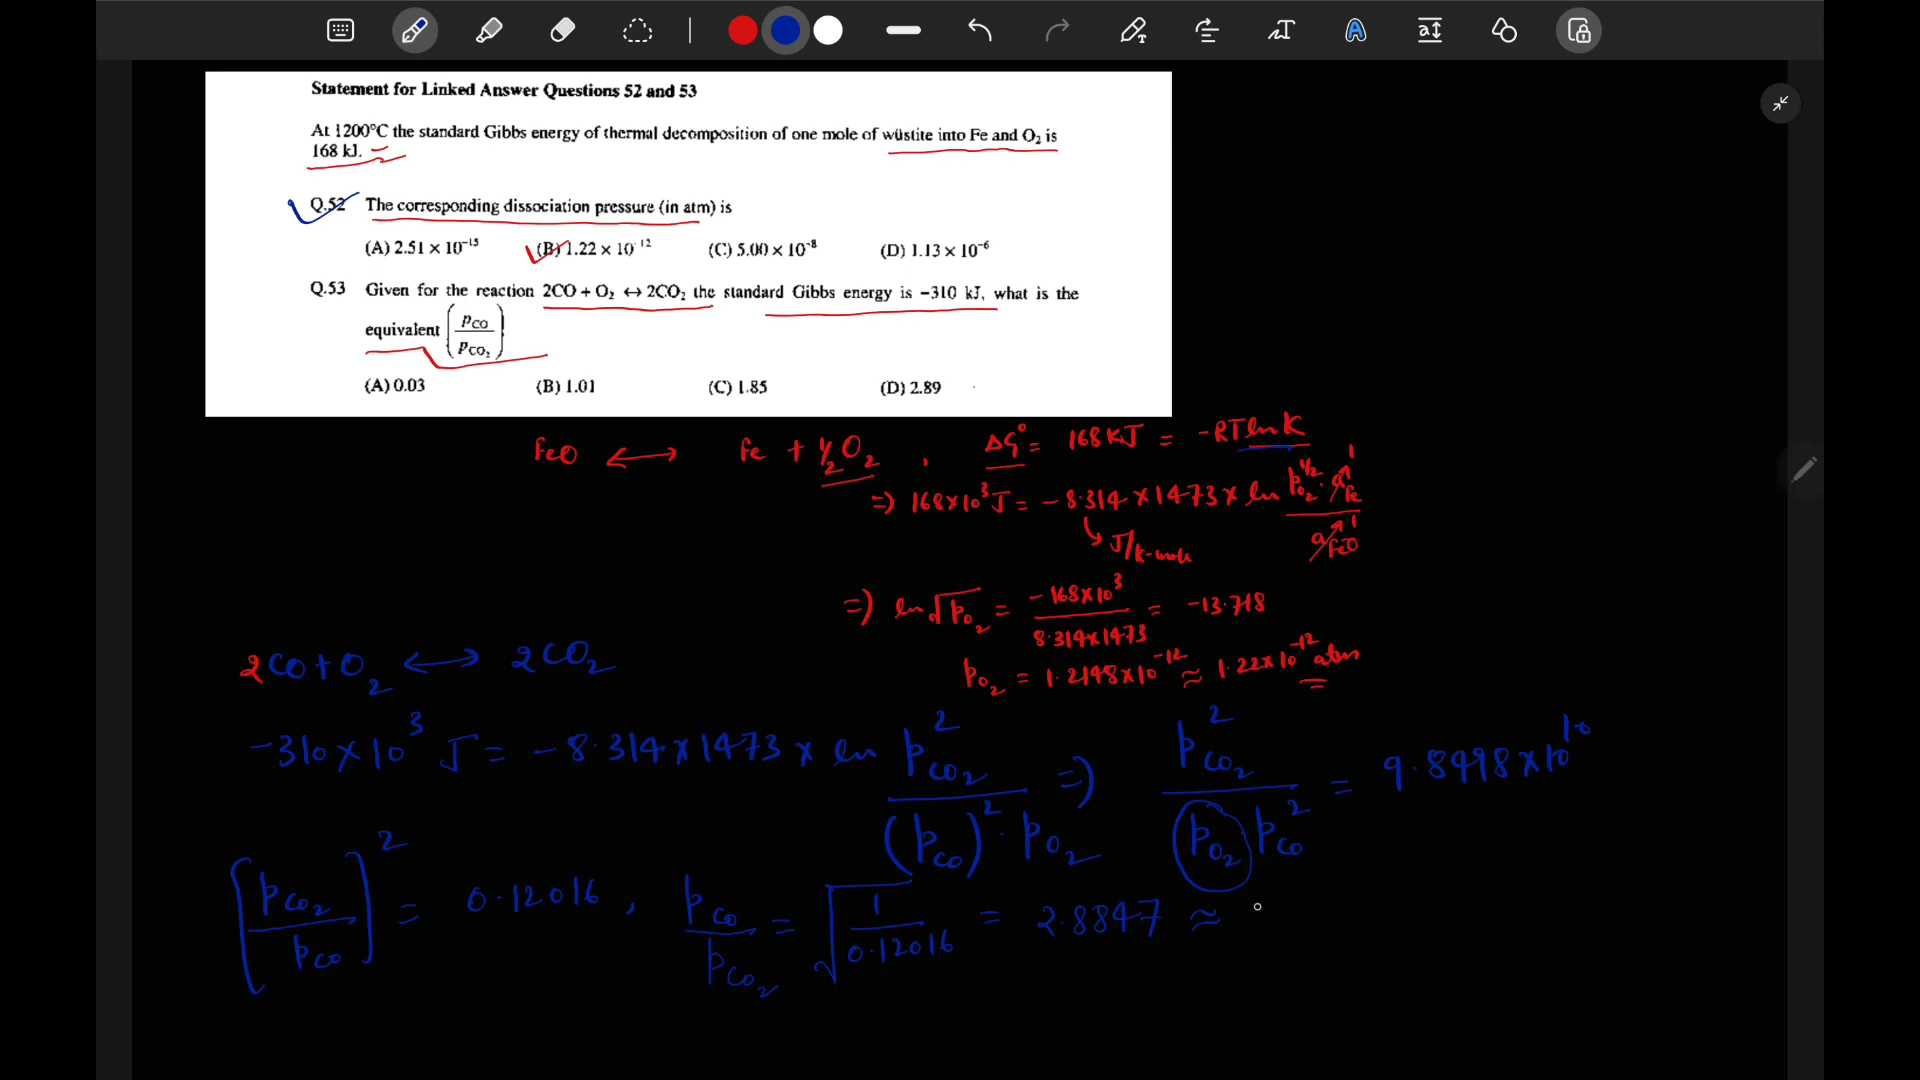 Statement for Linked Answer Questions 52 and 53
At 1200°C the standard Gibbs energy of thermal decomposition of one mole of wüstite into Fe and O₂ is
168 kJ.
Q.52 The corresponding dissociation pressure (in atm) is
(A) 2.51 × 10⁻¹⁵ (B) 1.22 × 10⁻¹² (C) 5.00 × 10⁻⁸ (D) 1.13 × 10⁻⁶
Q.53 Given for the reaction 2CO + O₂ ↔ 2CO₂ the standard Gibbs energy is −310 kJ, what is the
equivalent (pCO / pCO₂)
(A) 0.03 (B) 1.01 (C) 1.85 (D) 2.89
FeO ⟷ Fe + ½O₂ , ΔG° = 168 KJ = -RT ln K
=) 168×10³ J = -8.314 × 1473 × ln (pO₂^½ · aFe¹ / aFeO¹)
↳ J/K-mole
=) ln √pO₂ = (-168×10³) / (8.314×1473) = -13.718
pO₂ = 1.2148×10⁻¹² ≈ 1.22×10⁻¹² atm
2CO + O₂ ⟷ 2CO₂
-310 × 10³ J = -8.314 × 1473 × ln (p²CO₂ / (pCO)² · pO₂) =) p²CO₂ / (pO₂ p²CO) = 9.8498 × 10¹⁰
[pCO₂ / pCO]² = 0.12016 , pCO / pCO₂ = √(1 / 0.12016) = 2.8847 ≈